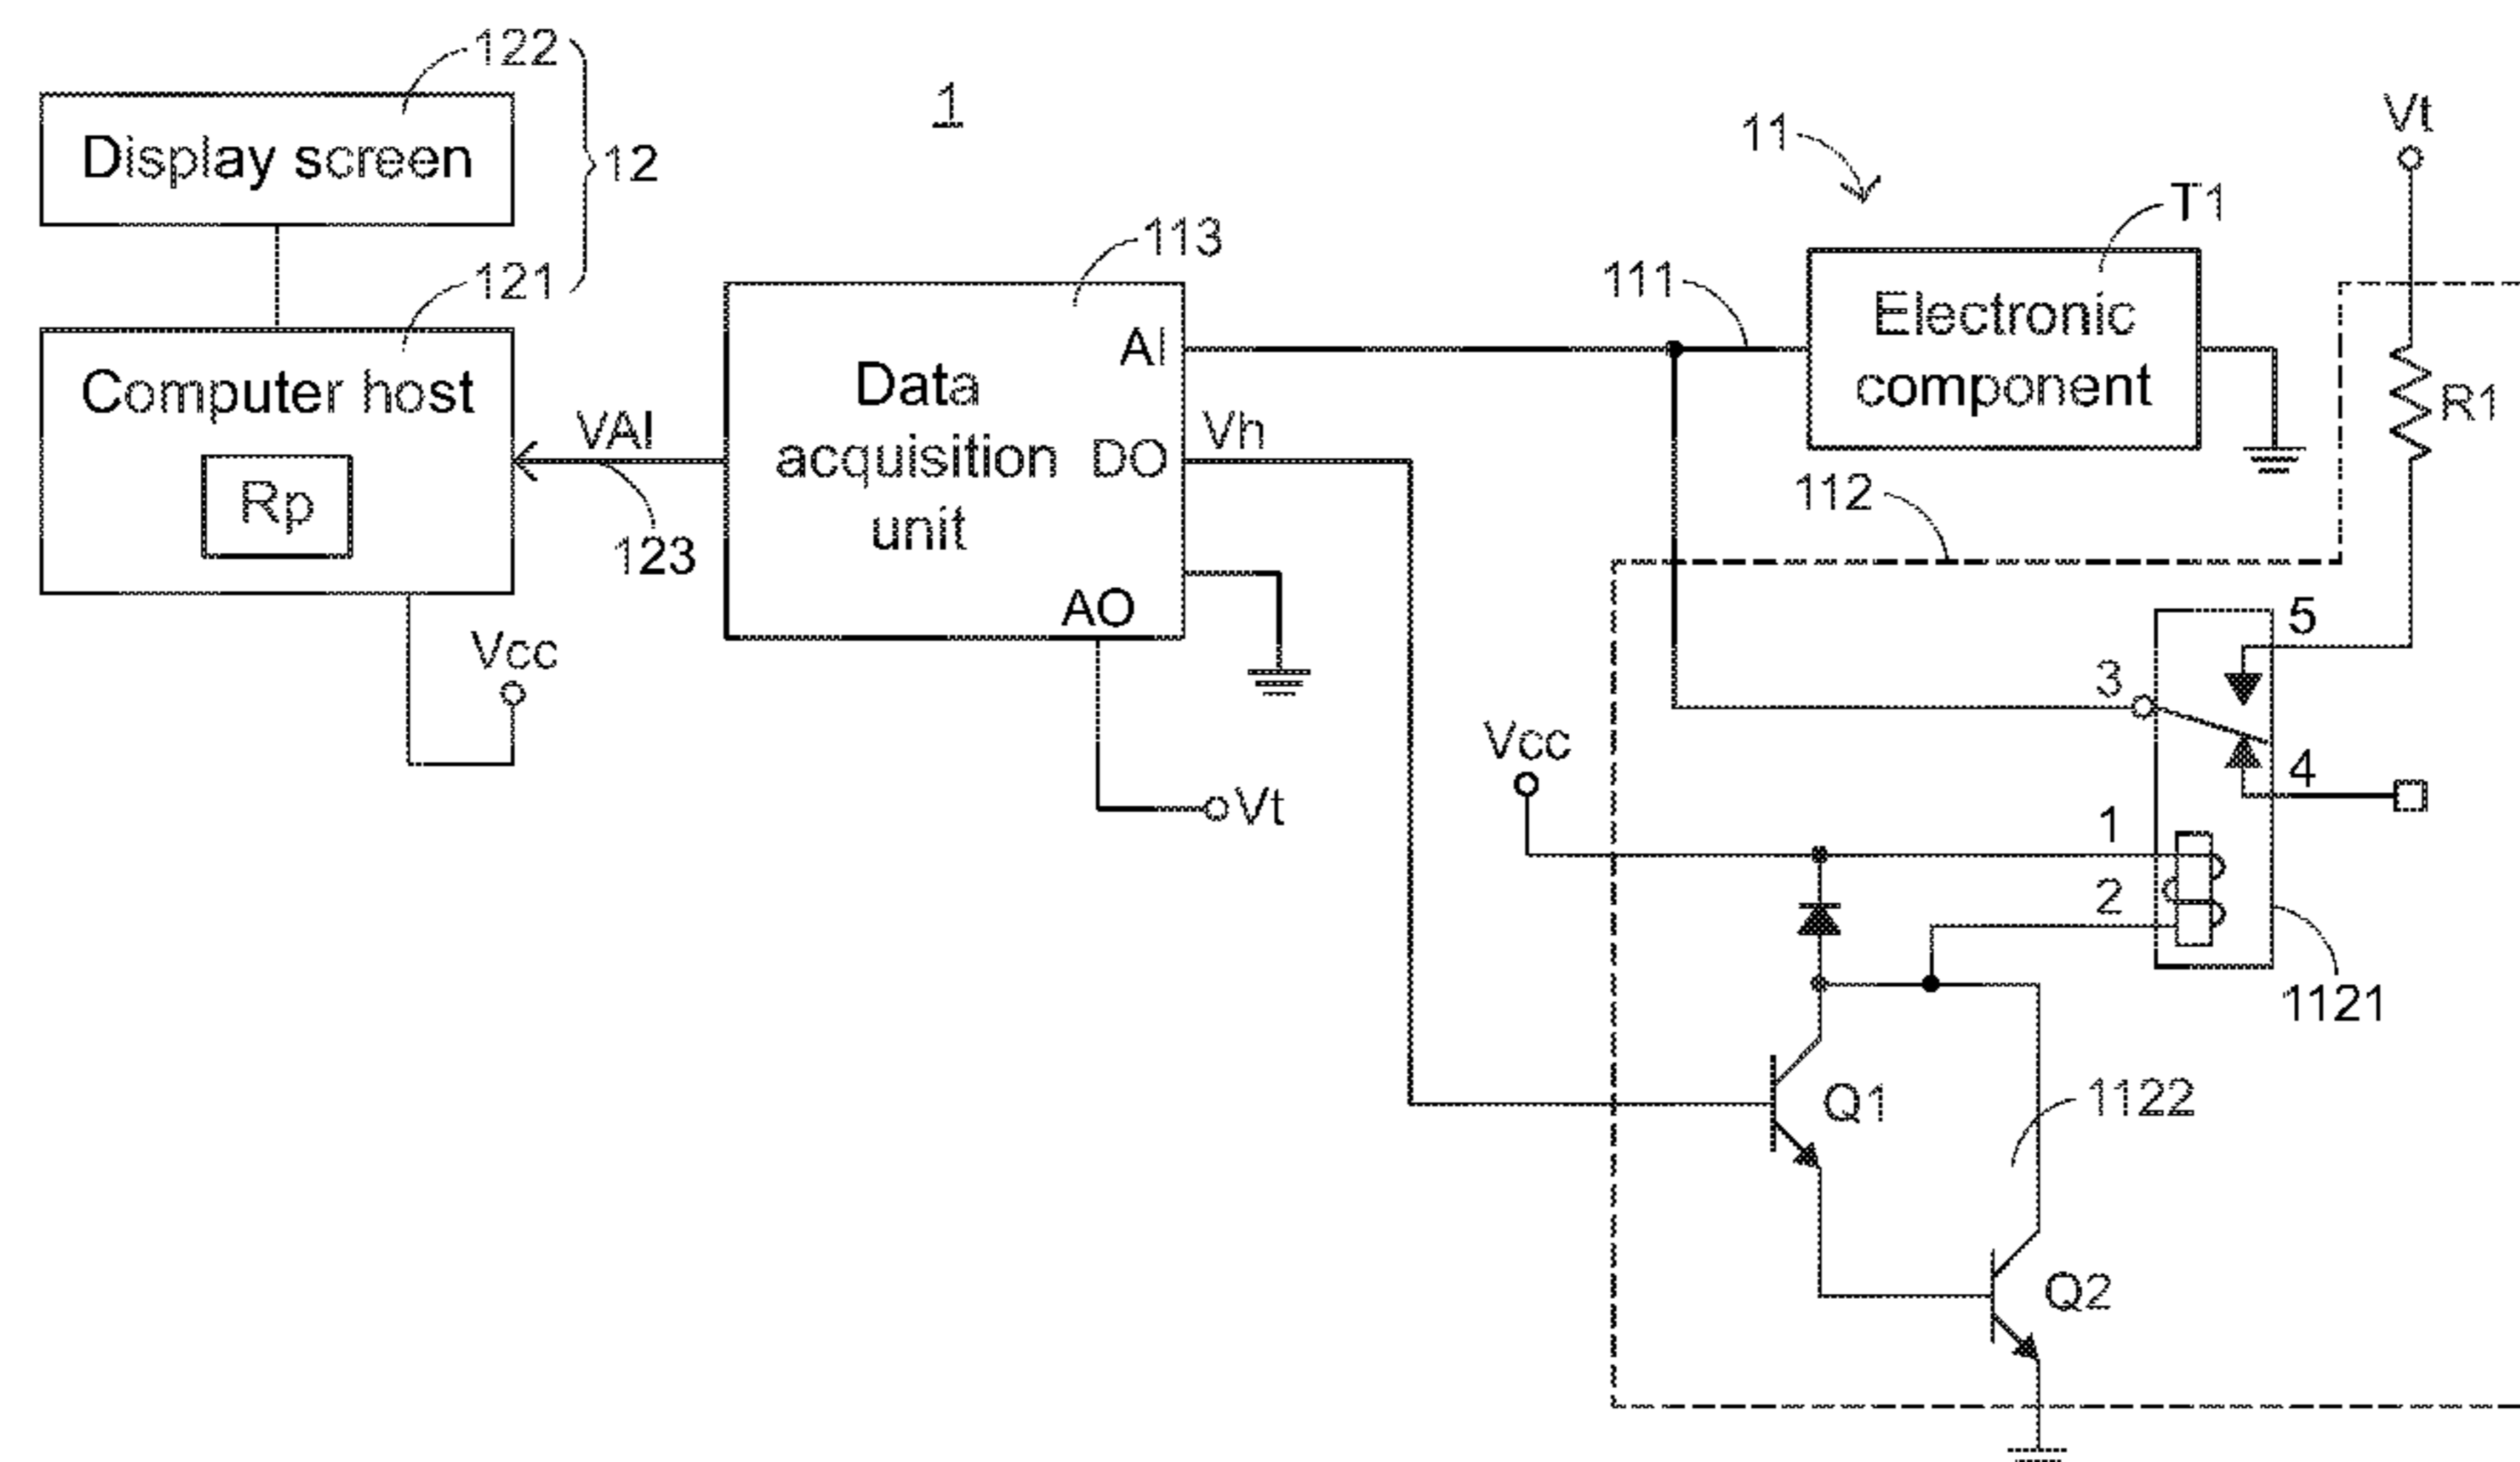 122
1
Display screen
12
11
Vt
T1
113
121
111
Electronic
component
AI
Computer host
Data
acquisition
unit
VAI
Vh
DO
R1
Rp
112
123
AO
5
Vcc
3
Vcc
4
Vt
1
2
1121
Q1
1122
Q2